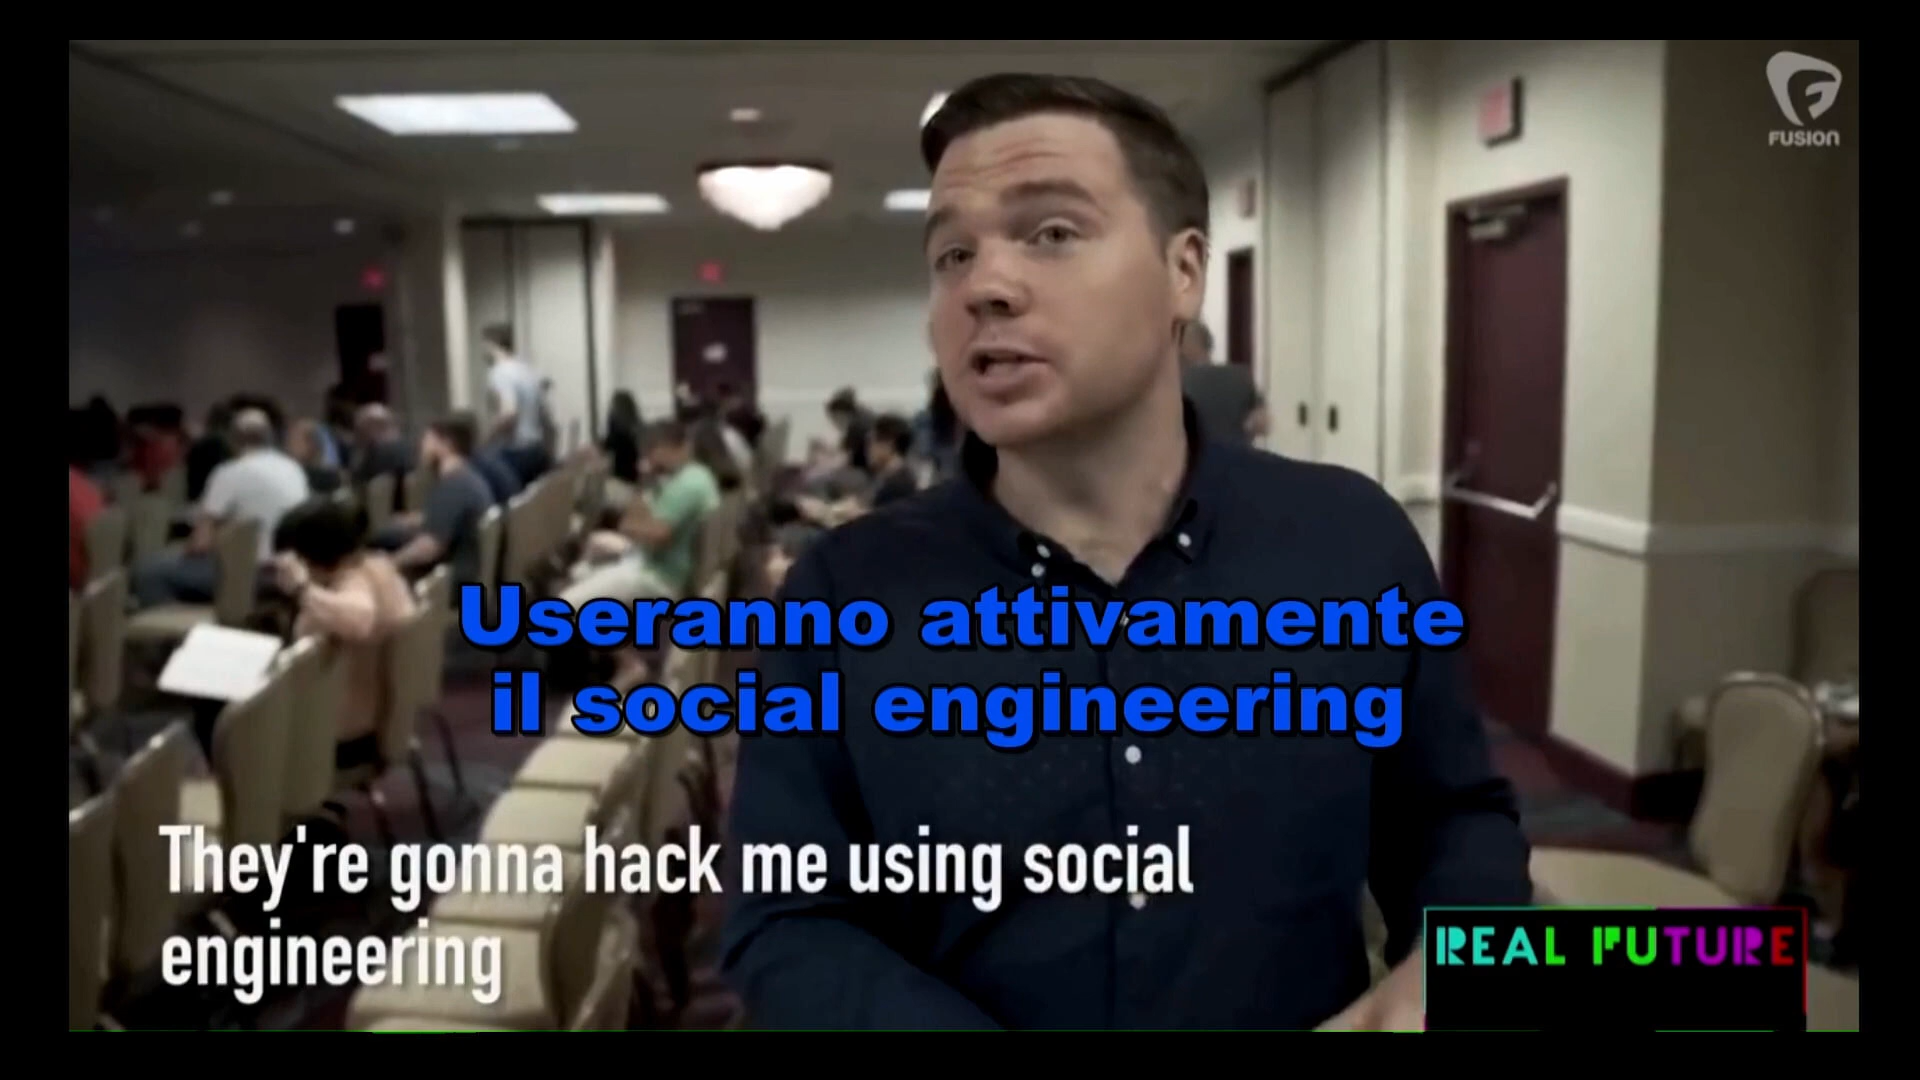 FUSION
Useranno attivamente
il social engineering
They're gonna hack me using social
engineering
REAL FUTURE